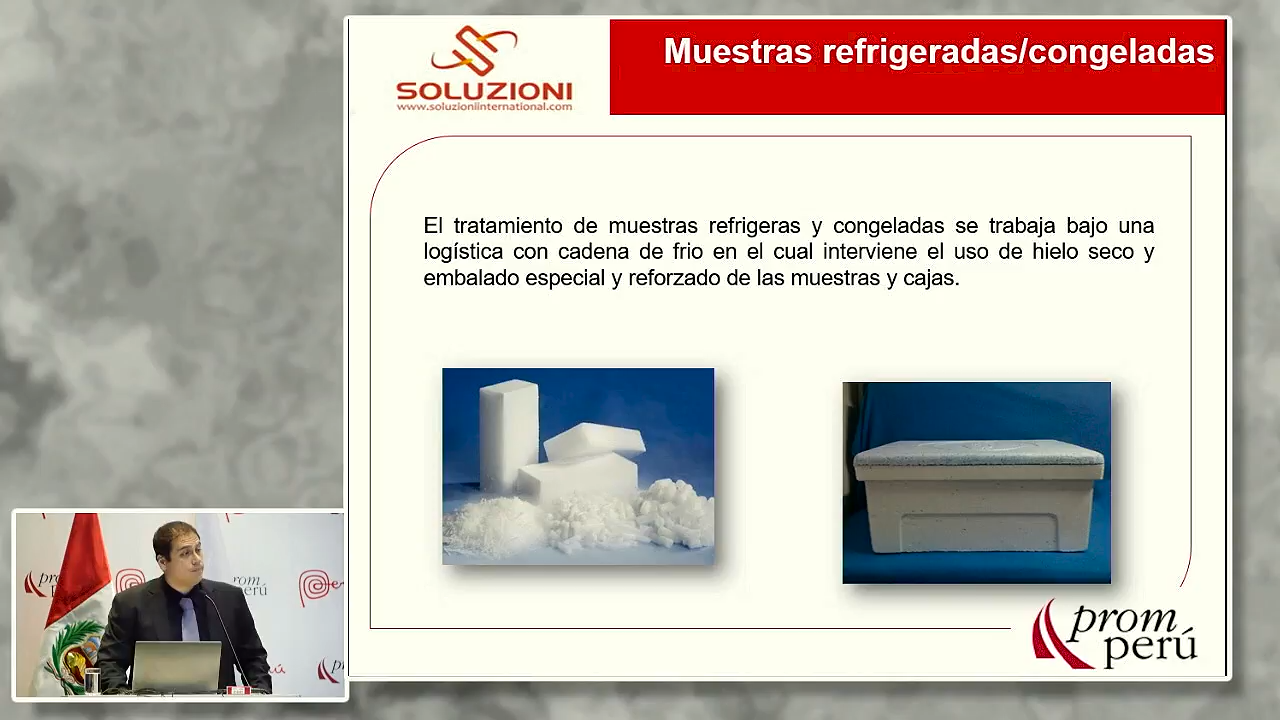 SOLUZIONI
www.soluzioniinternational.com
Muestras refrigeradas/congeladas
El tratamiento de muestras refrigeras y congeladas se trabaja bajo una
logística con cadena de frio en el cual interviene el uso de hielo seco y
embalado especial y reforzado de las muestras y cajas.
prom
perú
prom
perú